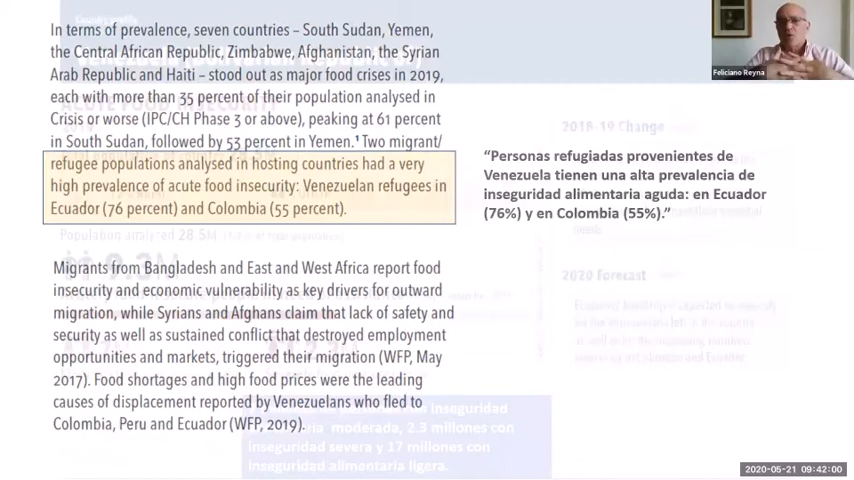 In terms of prevalence, seven countries – South Sudan, Yemen,
the Central African Republic, Zimbabwe, Afghanistan, the Syrian
Arab Republic and Haiti – stood out as major food crises in 2019,
each with more than 35 percent of their population analysed in
Crisis or worse (IPC/CH Phase 3 or above), peaking at 61 percent
in South Sudan, followed by 53 percent in Yemen.¹ Two migrant/
refugee populations analysed in hosting countries had a very
high prevalence of acute food insecurity: Venezuelan refugees in
Ecuador (76 percent) and Colombia (55 percent).
Migrants from Bangladesh and East and West Africa report food
insecurity and economic vulnerability as key drivers for outward
migration, while Syrians and Afghans claim that lack of safety and
security as well as sustained conflict that destroyed employment
opportunities and markets, triggered their migration (WFP, May
2017). Food shortages and high food prices were the leading
causes of displacement reported by Venezuelans who fled to
Colombia, Peru and Ecuador (WFP, 2019).
“Personas refugiadas provenientes de
Venezuela tienen una alta prevalencia de
inseguridad alimentaria aguda: en Ecuador
(76%) y en Colombia (55%).”
2018-19 Change
2020 Forecast
inseguridad
moderada, 2.3 millones con
inseguridad severa y 17 millones con
inseguridad alimentaria ligera.
Feliciano Reyna
2020-05-21 09:42:00